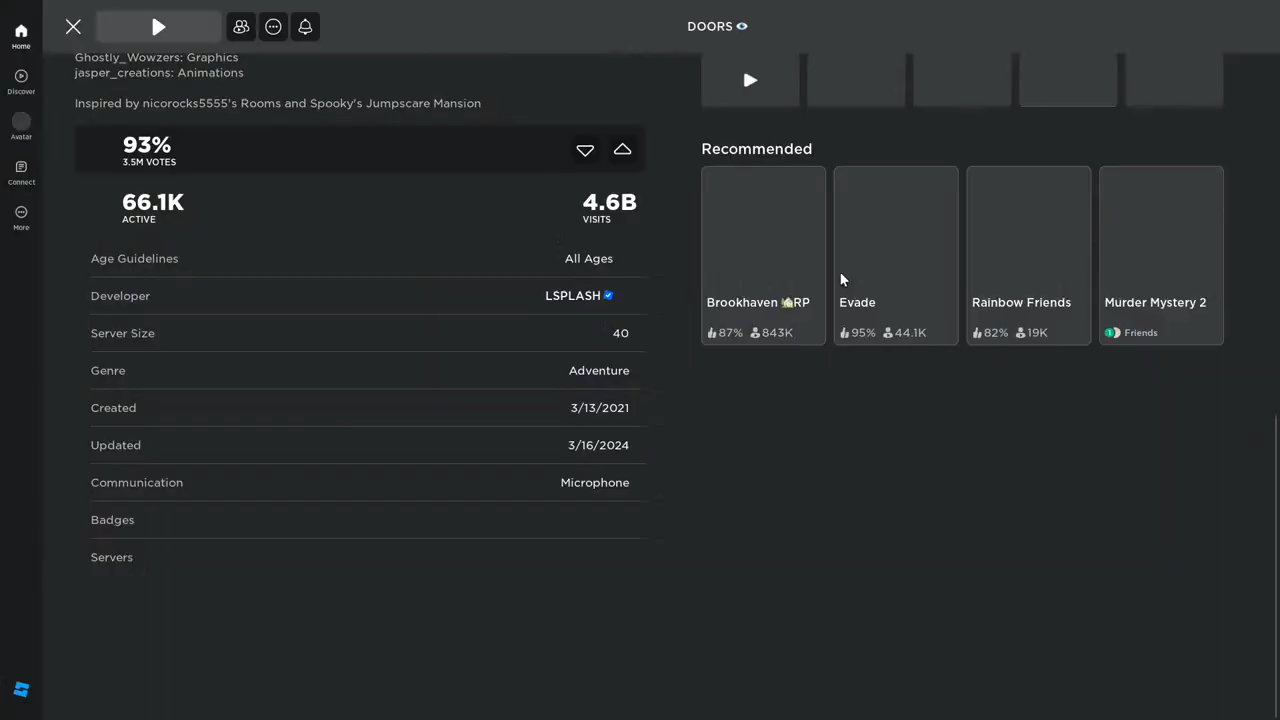 DOORS👁
Home
Discover
Avatar
Connect
More
Ghostly_Wowzers: Graphics
jasper_creations: Animations
Inspired by nicorocks5555's Rooms and Spooky's Jumpscare Mansion
93%
3.5M VOTES
66.1K
ACTIVE
4.6B
VISITS
Age Guidelines All Ages
Developer LSPLASH
Server Size 40
Genre Adventure
Created 3/13/2021
Updated 3/16/2024
Communication Microphone
Badges
Servers
Recommended
Brookhaven 🏡RP
87% 843K
Evade
95% 44.1K
Rainbow Friends
82% 19K
Murder Mystery 2
1 Friends